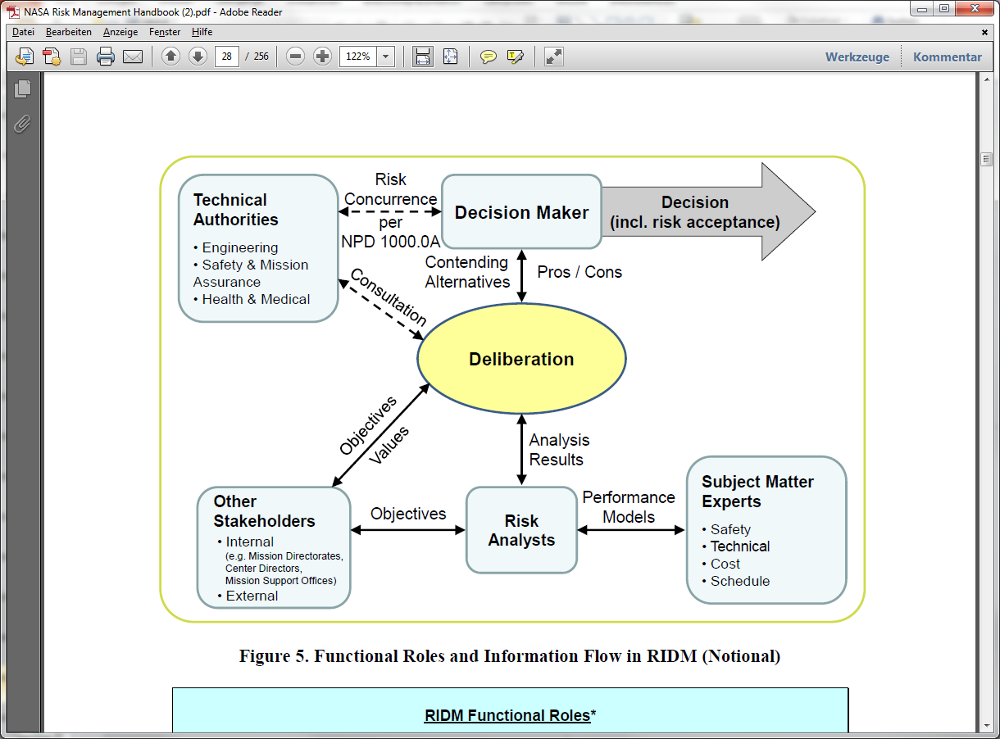 NASA Risk Management Handbook (2).pdf - Adobe Reader
Datei Bearbeiten Anzeige Fenster Hilfe
28 / 256 122% Werkzeuge Kommentar
Technical
Authorities
• Engineering
• Safety & Mission
Assurance
• Health & Medical
Risk
Concurrence
per
NPD 1000.0A
Decision Maker
Decision
(incl. risk acceptance)
Contending
Alternatives
Pros / Cons
Consultation
Deliberation
Objectives
Values
Analysis
Results
Other
Stakeholders
• Internal
(e.g. Mission Directorates,
Center Directors,
Mission Support Offices)
• External
Objectives
Risk
Analysts
Performance
Models
Subject Matter
Experts
• Safety
• Technical
• Cost
• Schedule
Figure 5. Functional Roles and Information Flow in RIDM (Notional)
RIDM Functional Roles*